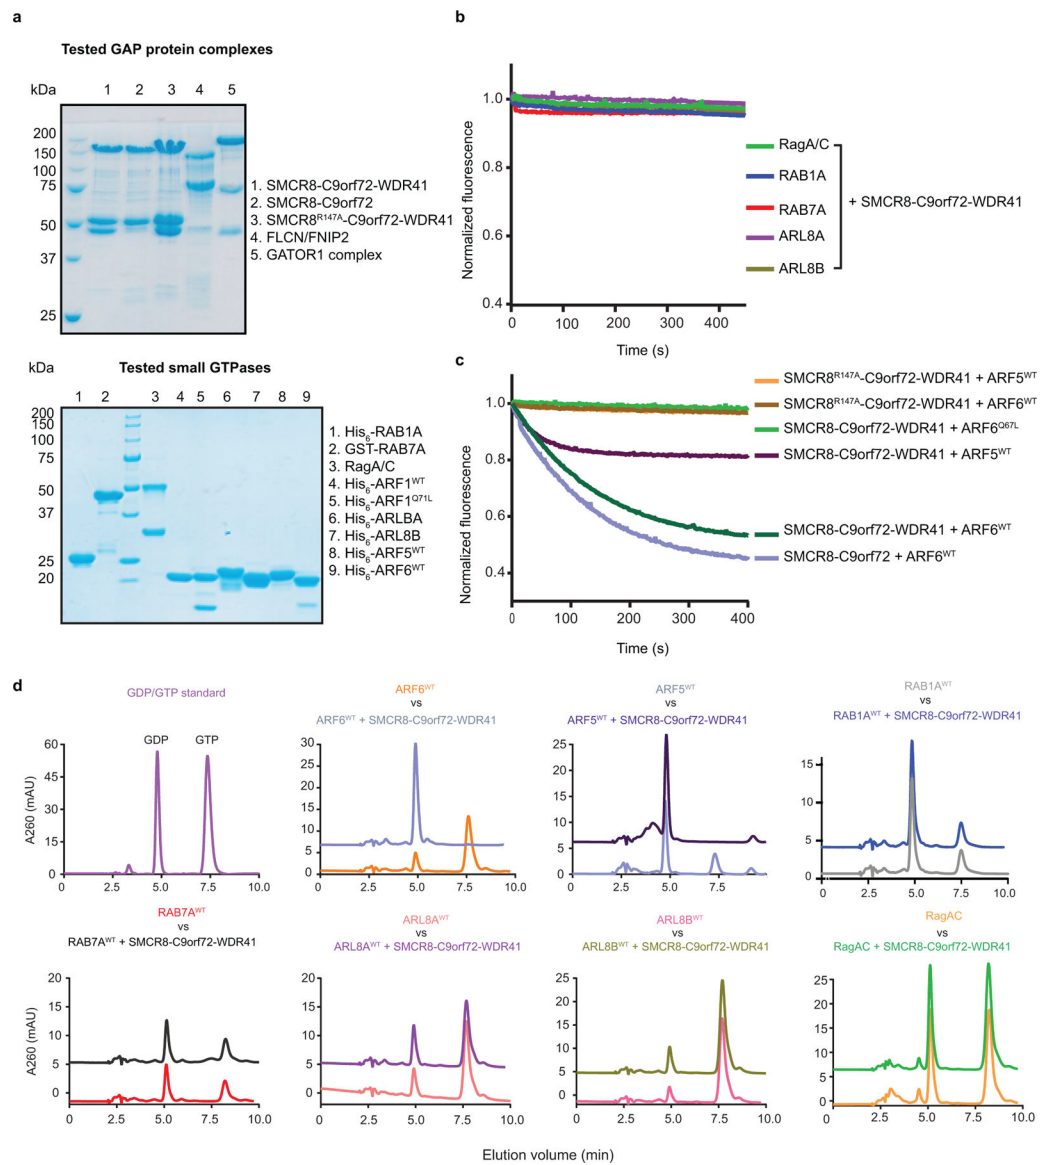 a
Tested GAP protein complexes
kDa
1 2 3 4 5
200
150
100
75
50
37
25
1. SMCR8-C9orf72-WDR41
2. SMCR8-C9orf72
3. SMCR8R147A-C9orf72-WDR41
4. FLCN/FNIP2
5. GATOR1 complex
kDa
Tested small GTPases
1 2 3 4 5 6 7 8 9
200
150
100
75
50
37
25
20
1. His6-RAB1A
2. GST-RAB7A
3. RagA/C
4. His6-ARF1WT
5. His6-ARF1Q71L
6. His6-ARLBA
7. His6-ARL8B
8. His6-ARF5WT
9. His6-ARF6WT
b
Normalized fluorescence
1.0
0.8
0.6
0.4
0 100 200 300 400
Time (s)
RagA/C
RAB1A
RAB7A
ARL8A
ARL8B
+ SMCR8-C9orf72-WDR41
c
Normalized fluorescence
1.0
0.8
0.6
0.4
0 100 200 300 400
Time (s)
SMCR8R147A-C9orf72-WDR41 + ARF5WT
SMCR8R147A-C9orf72-WDR41 + ARF6WT
SMCR8-C9orf72-WDR41 + ARF6Q67L
SMCR8-C9orf72-WDR41 + ARF5WT
SMCR8-C9orf72-WDR41 + ARF6WT
SMCR8-C9orf72 + ARF6WT
d
GDP/GTP standard
A260 (mAU)
60
45
30
15
0
GDP GTP
0 2.5 5.0 7.5 10.0
ARF6WT
vs
ARF6WT + SMCR8-C9orf72-WDR41
30
20
15
10
5
0
0 2.5 5.0 7.5 10.0
ARF5WT
vs
ARF5WT + SMCR8-C9orf72-WDR41
25
20
15
10
5
0
0 2.5 5.0 7.5 10.0
RAB1AWT
vs
RAB1AWT + SMCR8-C9orf72-WDR41
15
10
5
0
0 2.5 5.0 7.5 10.0
RAB7AWT
vs
RAB7AWT + SMCR8-C9orf72-WDR41
A260 (mAU)
20
15
10
5
0
0 2.5 5.0 7.5 10.0
ARL8AWT
vs
ARL8AWT + SMCR8-C9orf72-WDR41
20
15
10
5
0
0 2.5 5.0 7.5 10.0
ARL8BWT
vs
ARL8BWT + SMCR8-C9orf72-WDR41
25
20
15
10
5
0
0 2.5 5.0 7.5 10.0
RagAC
vs
RagAC + SMCR8-C9orf72-WDR41
25
20
15
10
5
0
0 2.5 5.0 7.5 10.0
Elution volume (min)